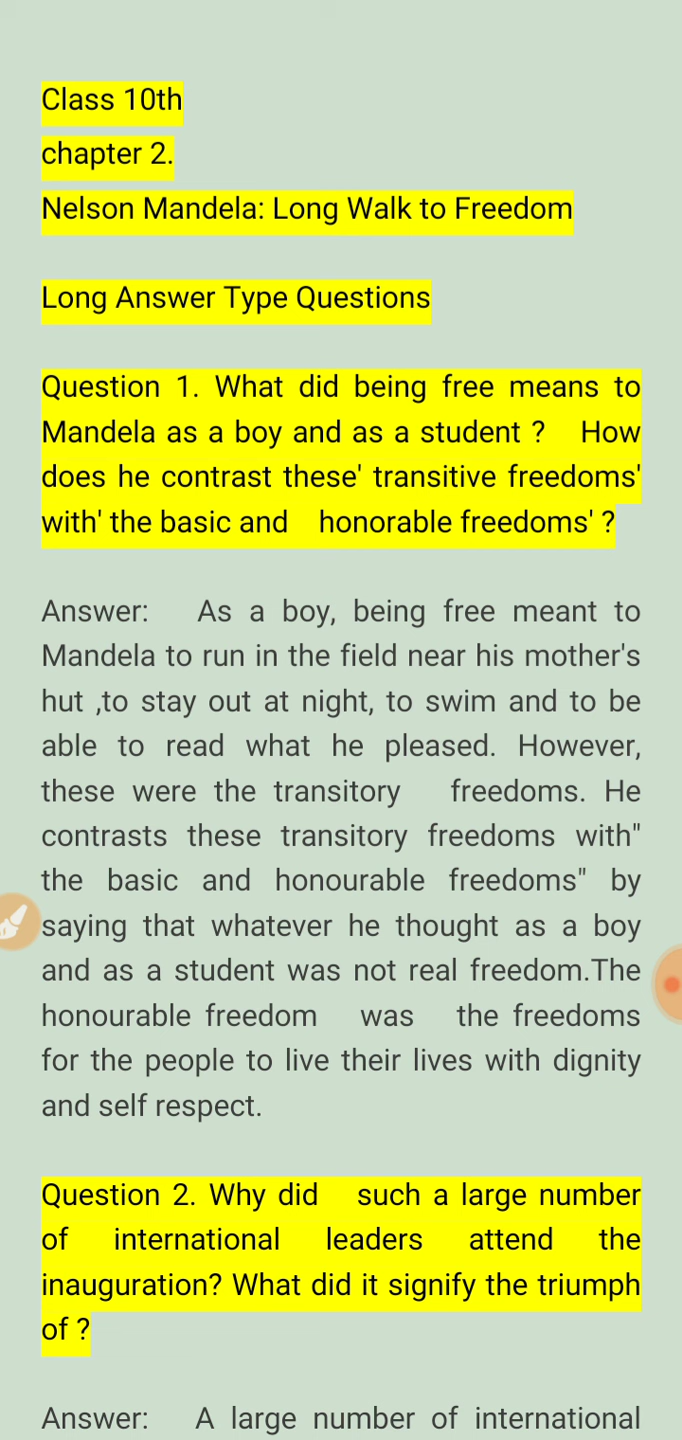 Class 10th
chapter 2.
Nelson Mandela: Long Walk to Freedom
Long Answer Type Questions
Question 1. What did being free means to
Mandela as a boy and as a student ? How
does he contrast these' transitive freedoms'
with' the basic and honorable freedoms' ?
Answer: As a boy, being free meant to
Mandela to run in the field near his mother's
hut ,to stay out at night, to swim and to be
able to read what he pleased. However,
these were the transitory freedoms. He
contrasts these transitory freedoms with"
the basic and honourable freedoms" by
saying that whatever he thought as a boy
and as a student was not real freedom.The
honourable freedom was the freedoms
for the people to live their lives with dignity
and self respect.
Question 2. Why did such a large number
of international leaders attend the
inauguration? What did it signify the triumph
of ?
Answer: A large number of international